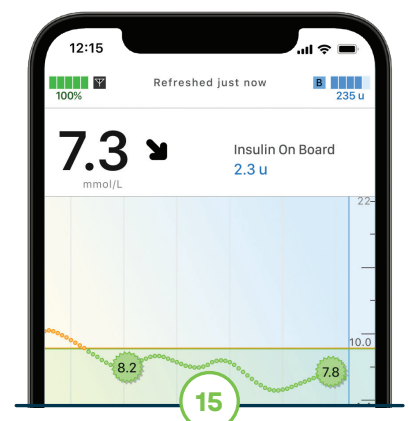 12:15
Refreshed just now
B
100%
235 u
7.3
mmol/L
Insulin On Board
2.3 u
22
10.0
8.2
7.8
15